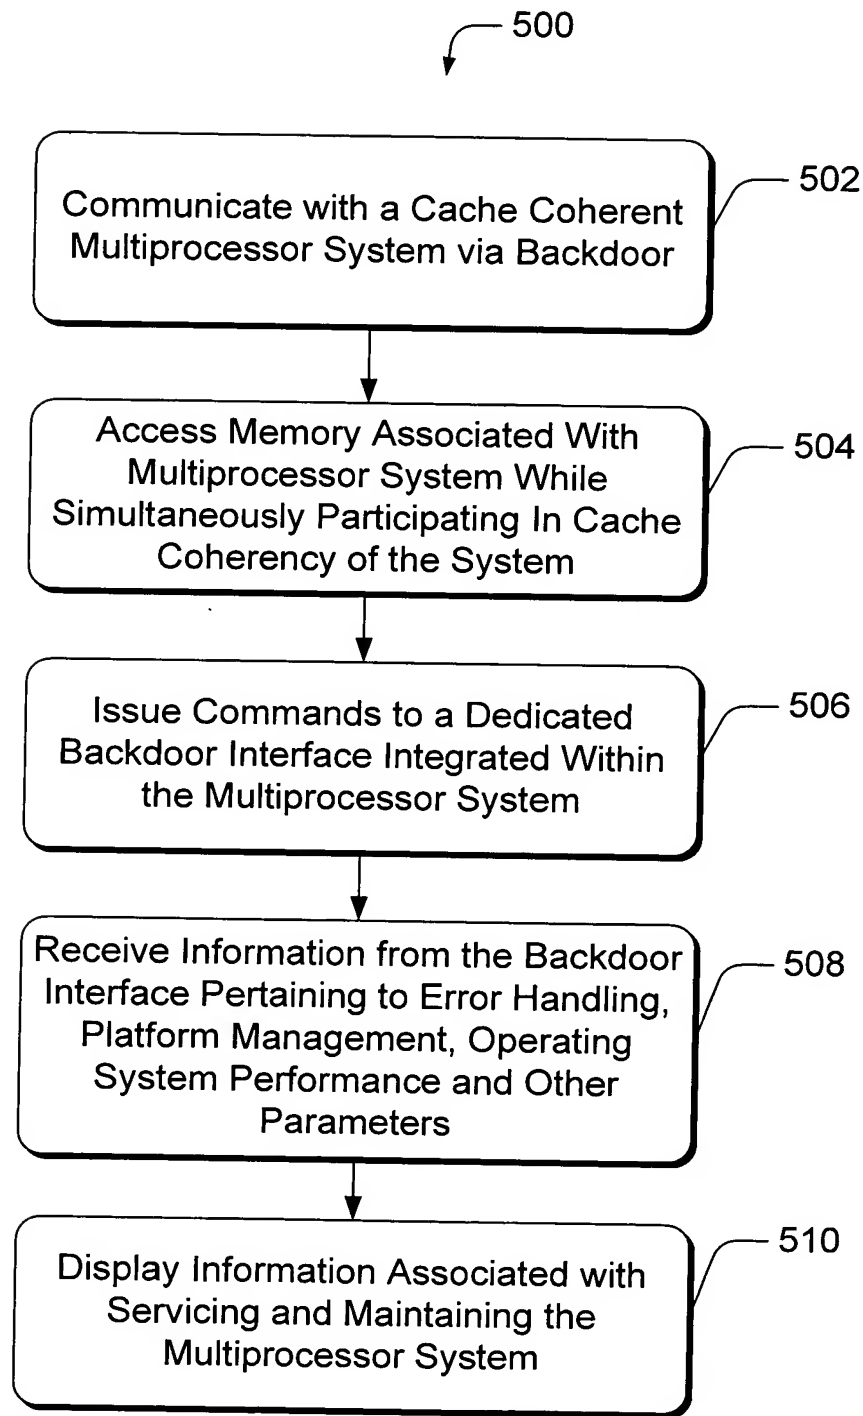 500
502
Communicate with a Cache Coherent
Multiprocessor System via Backdoor
504
Access Memory Associated With
Multiprocessor System While
Simultaneously Participating In Cache
Coherency of the System
506
Issue Commands to a Dedicated
Backdoor Interface Integrated Within
the Multiprocessor System
508
Receive Information from the Backdoor
Interface Pertaining to Error Handling,
Platform Management, Operating
System Performance and Other
Parameters
510
Display Information Associated with
Servicing and Maintaining the
Multiprocessor System